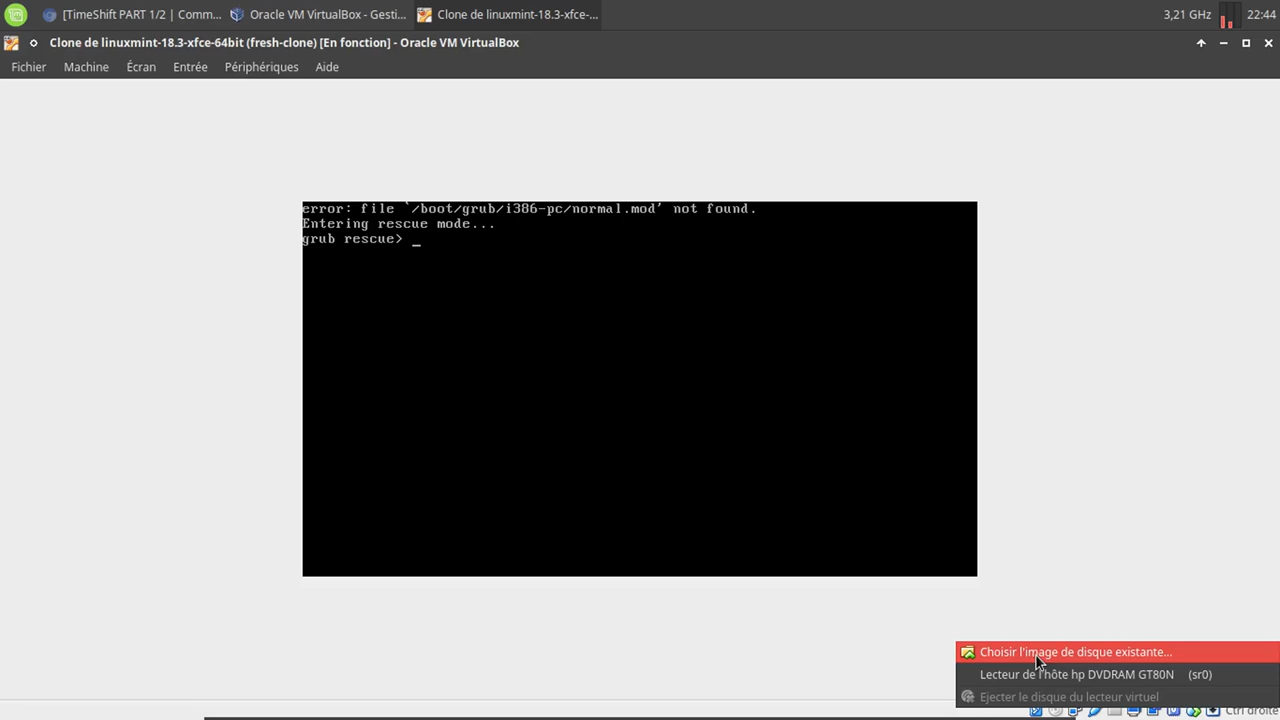 [TimeShift PART 1/2] | Comm... Oracle VM VirtualBox - Gesti... Clone de linuxmint-18.3-xfce-... 3,21 GHz 22:44
Clone de linuxmint-18.3-xfce-64bit (fresh-clone) [En fonction] - Oracle VM VirtualBox
Fichier Machine Écran Entrée Périphériques Aide
error: file `/boot/grub/i386-pc/normal.mod' not found.
Entering rescue mode...
grub rescue> _
Choisir l'image de disque existante...
Lecteur de l'hôte hp DVDRAM GT80N (sr0)
Ejecter le disque du lecteur virtuel
Ctrl droite